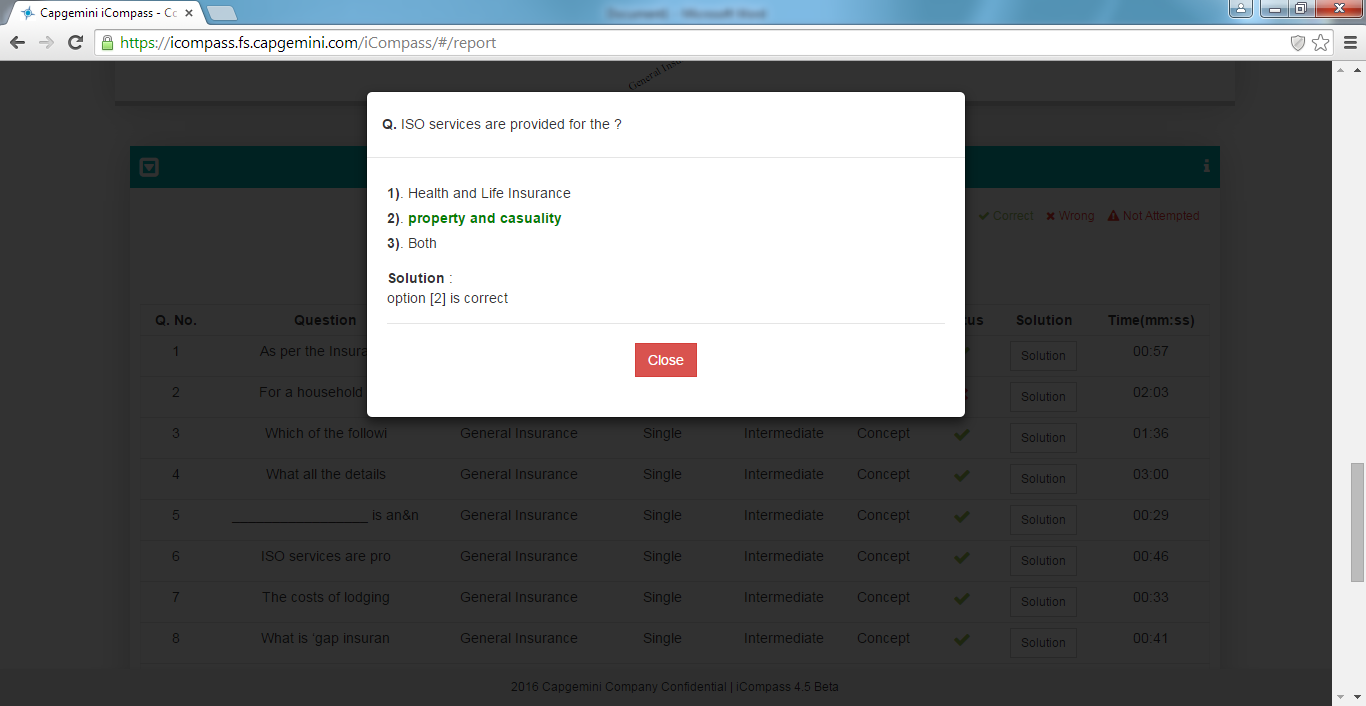 Capgemini iCompass - Co
Document1 - Microsoft Word
https://icompass.fs.capgemini.com/iCompass/#/report
General Insu
Q. ISO services are provided for the ?
1). Health and Life Insurance
2). property and casuality
3). Both
Solution :
option [2] is correct
Close
Correct Wrong Not Attempted
Q. No. Question tus Solution Time(mm:ss)
1 As per the Insura Solution 00:57
2 For a household Solution 02:03
3 Which of the followi General Insurance Single Intermediate Concept Solution 01:36
4 What all the details General Insurance Single Intermediate Concept Solution 03:00
5 _________________ is an&n General Insurance Single Intermediate Concept Solution 00:29
6 ISO services are pro General Insurance Single Intermediate Concept Solution 00:46
7 The costs of lodging General Insurance Single Intermediate Concept Solution 00:33
8 What is 'gap insuran General Insurance Single Intermediate Concept Solution 00:41
2016 Capgemini Company Confidential | iCompass 4.5 Beta